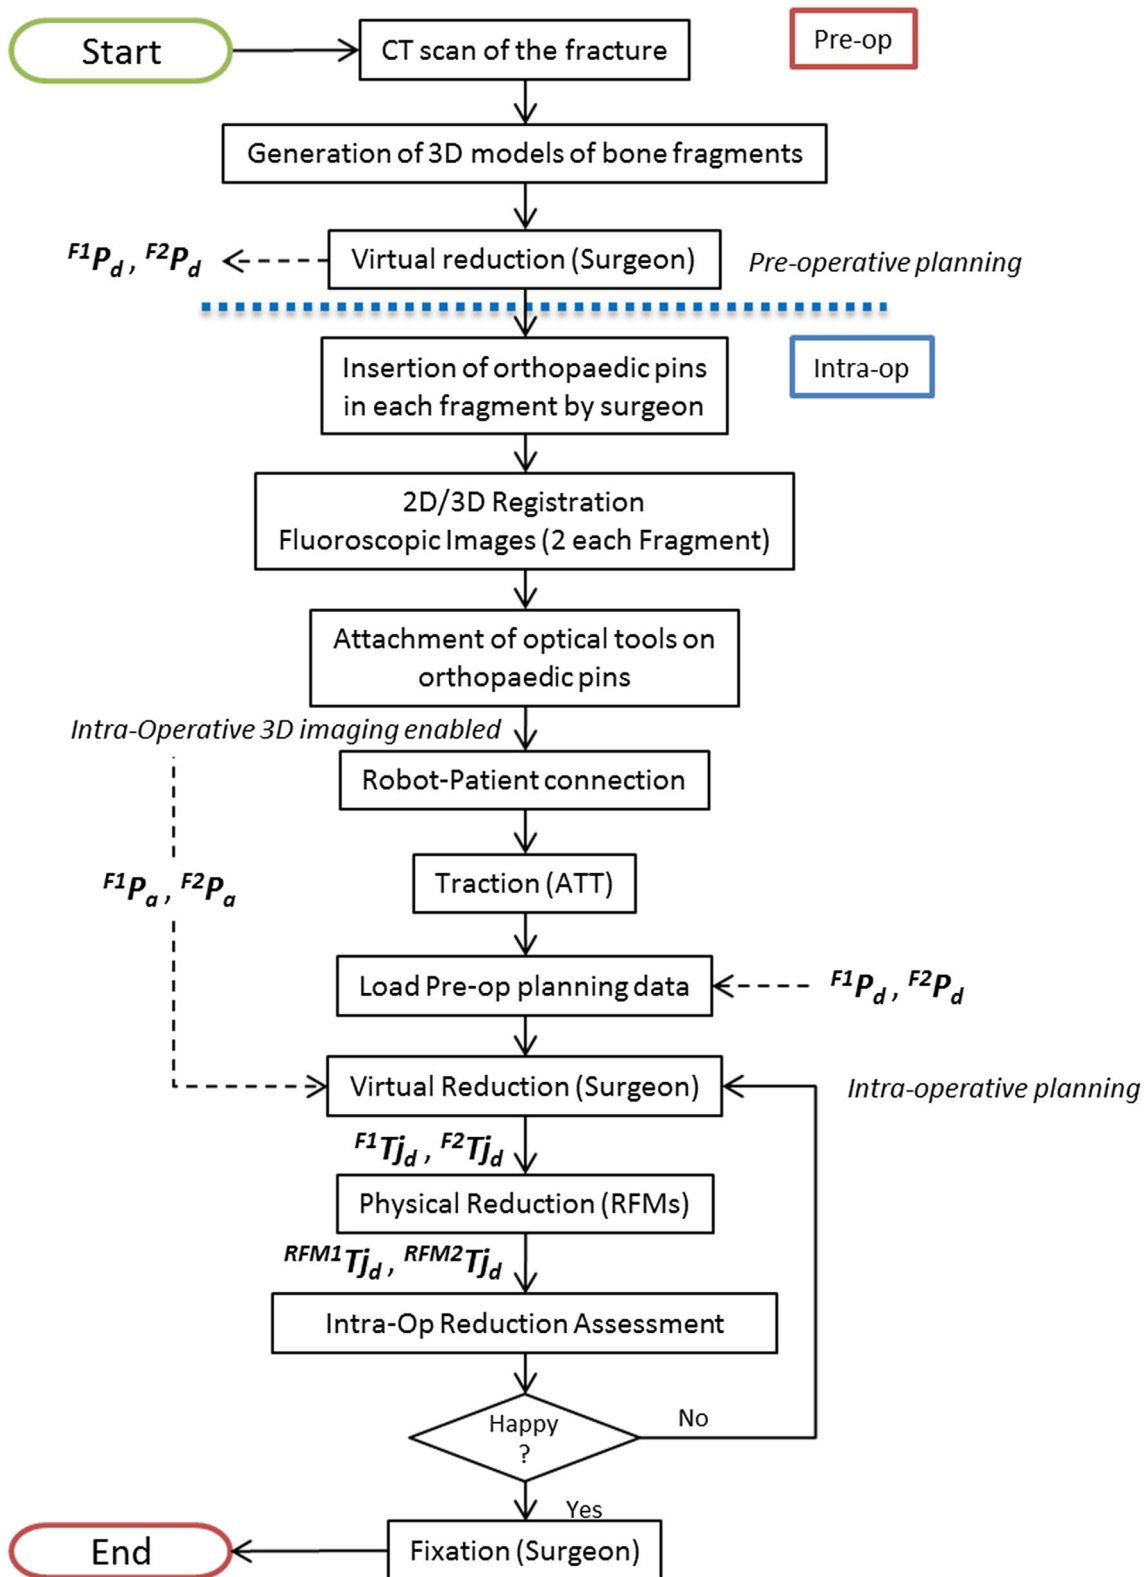 Start
CT scan of the fracture
Pre-op
Generation of 3D models of bone fragments
F1Pd , F2Pd
Virtual reduction (Surgeon)
Pre-operative planning
Insertion of orthopaedic pins
in each fragment by surgeon
Intra-op
2D/3D Registration
Fluoroscopic Images (2 each Fragment)
Attachment of optical tools on
orthopaedic pins
Intra-Operative 3D imaging enabled
Robot-Patient connection
Traction (ATT)
F1Pa , F2Pa
Load Pre-op planning data
F1Pd , F2Pd
Virtual Reduction (Surgeon)
Intra-operative planning
F1Tjd , F2Tjd
Physical Reduction (RFMs)
RFM1Tjd , RFM2Tjd
Intra-Op Reduction Assessment
Happy
?
No
Yes
Fixation (Surgeon)
End